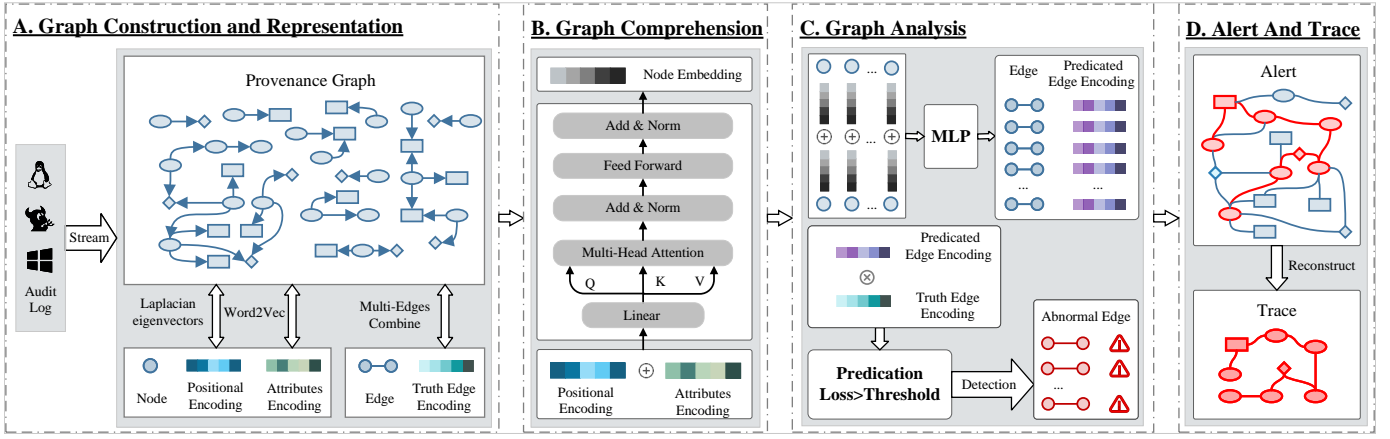 A. Graph Construction and Representation
Provenance Graph
Audit
Log
Stream
Laplacian
eigenvectors
Word2Vec
Multi-Edges
Combine
Node
Positional
Encoding
Attributes
Encoding
Edge
Truth Edge
Encoding
B. Graph Comprehension
Node Embedding
Add & Norm
Feed Forward
Add & Norm
Multi-Head Attention
Q
K
V
Linear
Positional
Encoding
Attributes
Encoding
C. Graph Analysis
...
...
...
...
MLP
Edge
Predicated
Edge Encoding
...
...
Predicated
Edge Encoding
Truth Edge
Encoding
Predication
Loss>Threshold
Detection
Abnormal Edge
...
D. Alert And Trace
Alert
Reconstruct
Trace